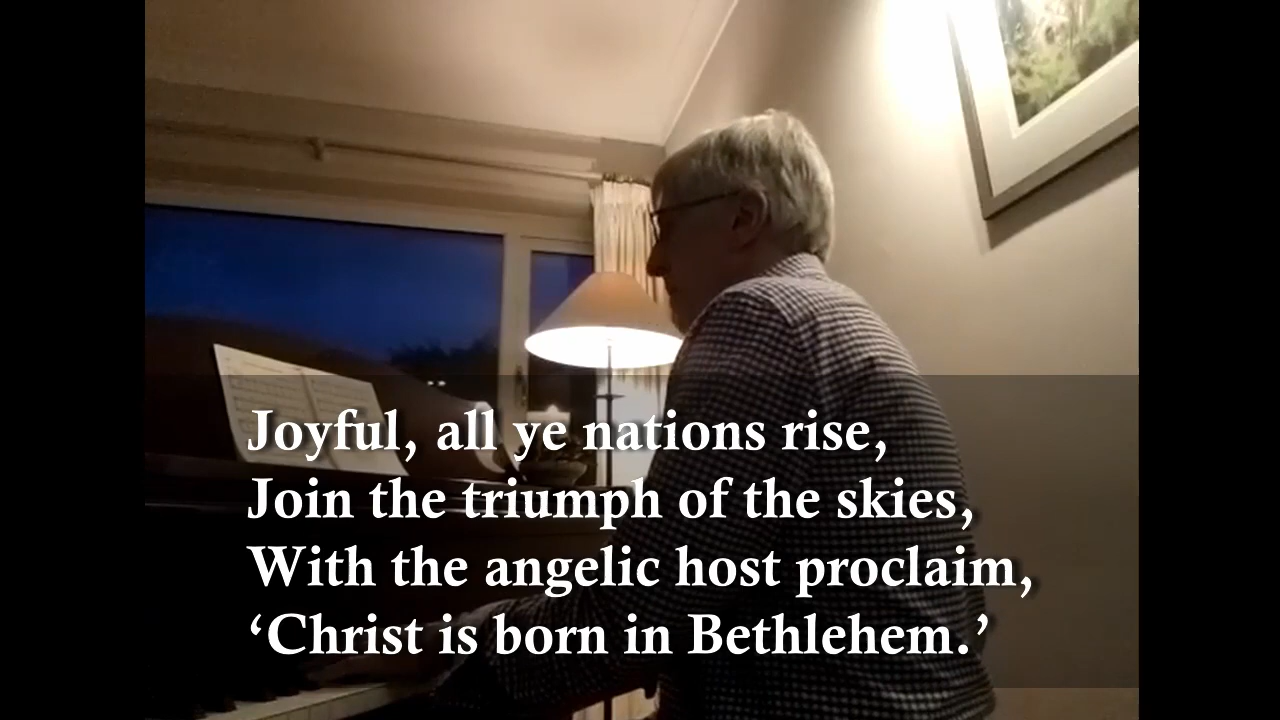 Joyful, all ye nations rise,
Join the triumph of the skies,
With the angelic host proclaim,
‘Christ is born in Bethlehem.’